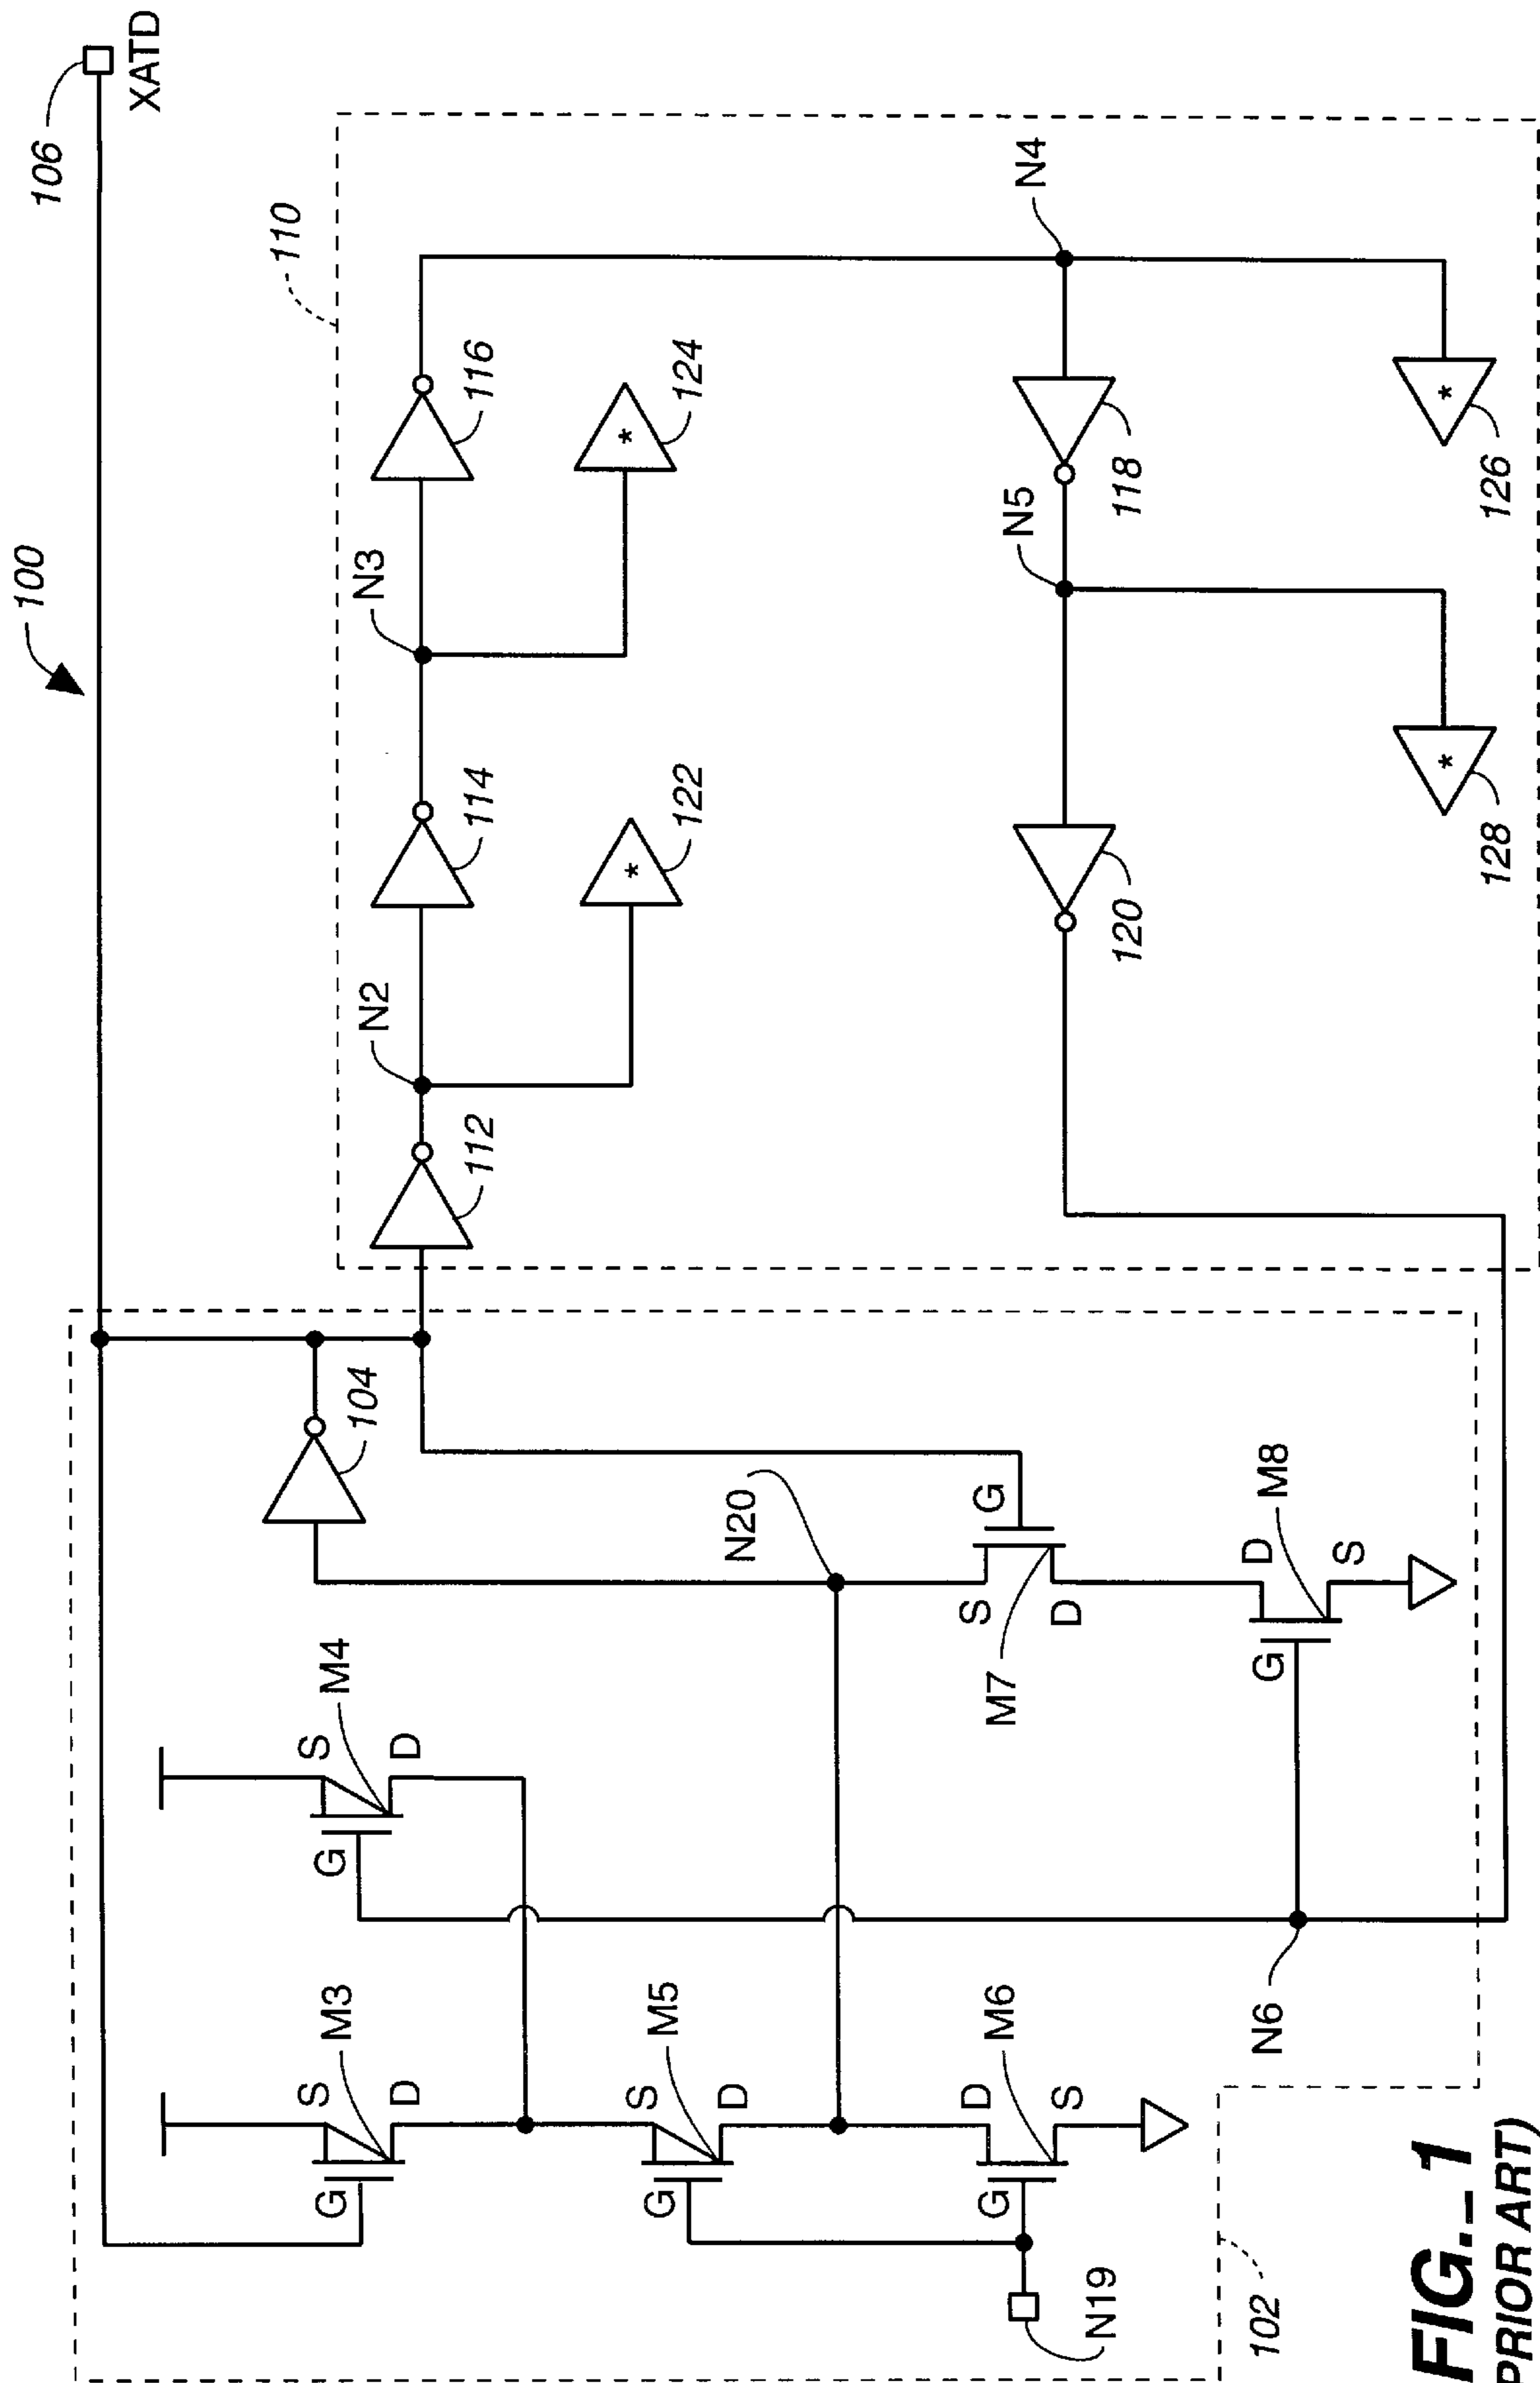 100
106
XATD
110
N2
N3
112
114
116
122
124
N4
N5
118
120
126
128
104
M3
S
G
D
M4
S
G
D
M5
S
G
D
N20
M6
D
G
S
N19
M7
S
G
D
M8
D
G
S
N6
102
FIG._1
PRIOR ART)
*
*
*
*